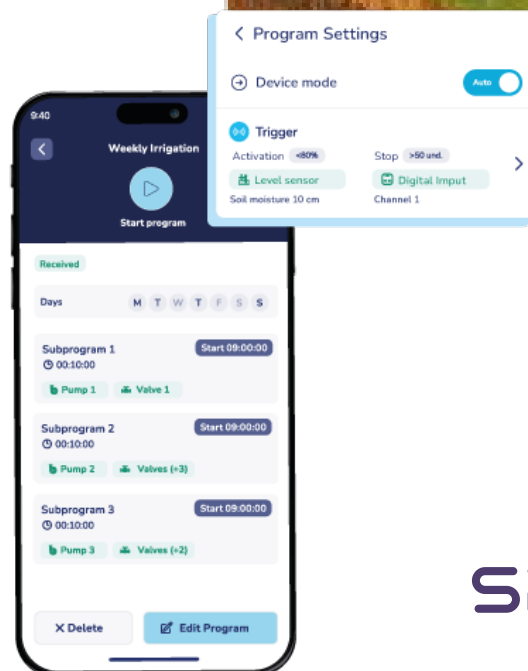 Program Settings
Device mode
Auto
Trigger
Activation <80% Stop >50 und.
Level sensor Digital Imput
Soil moisture 10 cm Channel 1
9:40
Weekly Irrigation
Start program
Received
Days M T W T F S S
Subprogram 1 Start 09:00:00
00:10:00
Pump 1 Valve 1
Subprogram 2 Start 09:00:00
00:10:00
Pump 2 Valves (+3)
Subprogram 3 Start 09:00:00
00:10:00
Pump 3 Valves (+2)
X Delete Edit Program